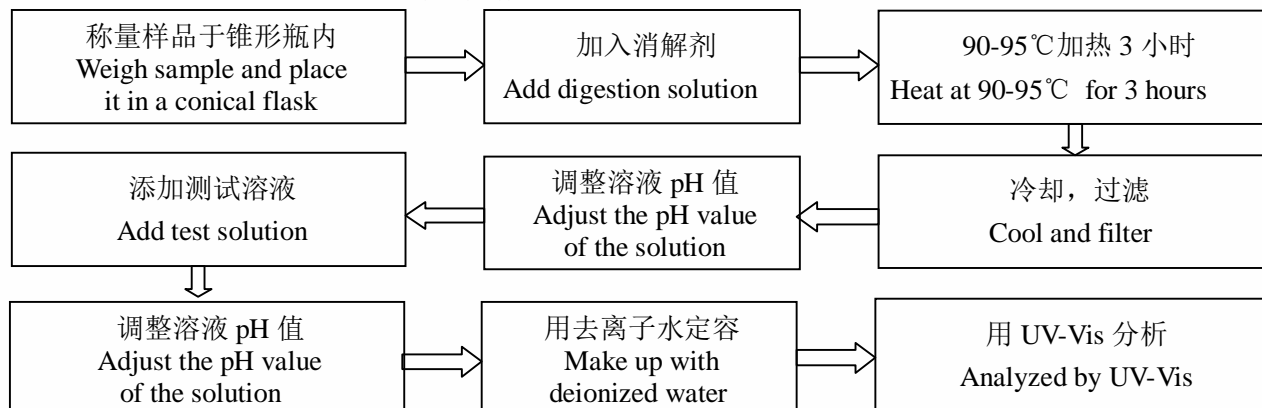 称量样品于锥形瓶内
Weigh sample and place
it in a conical flask
加入消解剂
Add digestion solution
90-95℃加热 3 小时
Heat at 90-95℃ for 3 hours
冷却，过滤
Cool and filter
调整溶液 pH 值
Adjust the pH value
of the solution
添加测试溶液
Add test solution
调整溶液 pH 值
Adjust the pH value
of the solution
用去离子水定容
Make up with
deionized water
用 UV-Vis 分析
Analyzed by UV-Vis